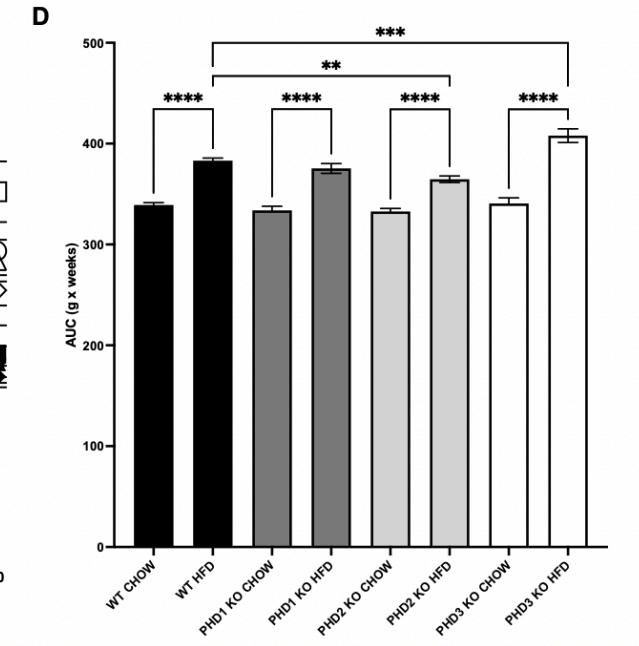 D
500
***
**
****
****
****
****
400
300
200
100
0
AUC (g x weeks)
WT CHOW
WT HFD
PHD1 KO CHOW
PHD1 KO HFD
PHD2 KO CHOW
PHD2 KO HFD
PHD3 KO CHOW
PHD3 KO HFD